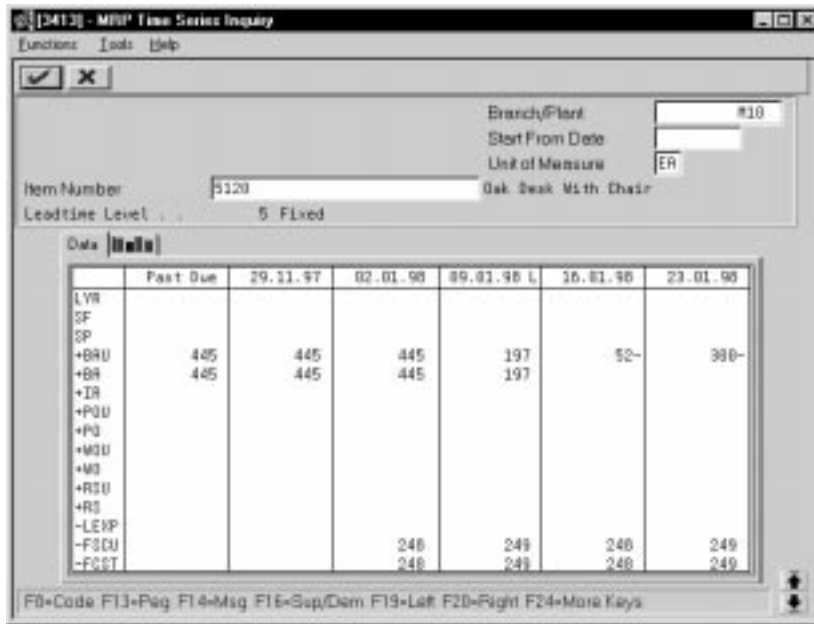 [3413] - MRP Time Series Inquiry
Functions Tools Help
Branch/Plant M10
Start From Date
Unit of Measure EA
Item Number 5120 Oak Desk With Chair
Leadtime Level . . 5 Fixed
Data
Past Due 29.11.97 02.01.98 09.01.98 L 16.01.98 23.01.98
LYR
SF
SP
+BAU 445 445 445 197 52- 300-
+BA 445 445 445 197
+IR
+POU
+PO
+WOU
+WO
+RSU
+RS
-LEXP
-FSCU 248 249 248 249
-FCST 248 249 248 249
F0=Code F13=Peg F14=Msg F16=Sup/Dem F19=Left F20=Right F24=More Keys